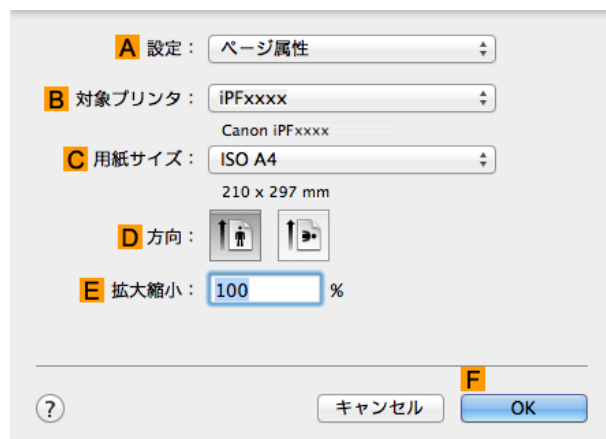 A 設定： ページ属性
B 対象プリンタ： iPFxxxx
Canon iPFxxxx
C 用紙サイズ： ISO A4
210 x 297 mm
D 方向：
E 拡大縮小： 100 %
F
? キャンセル OK